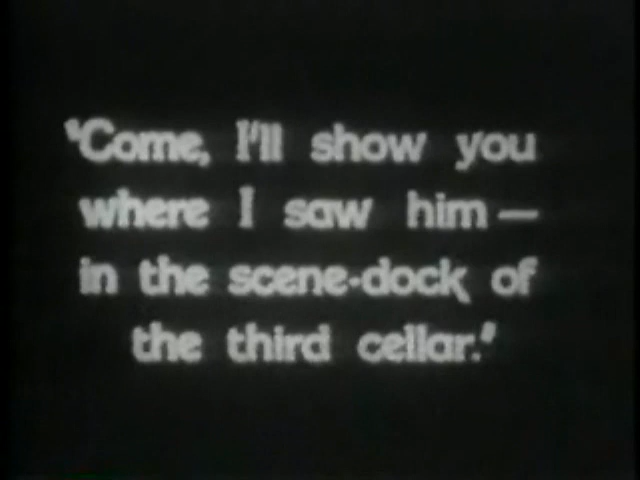 "Come, I'll show you
where I saw him —
in the scene-dock of
the third cellar."